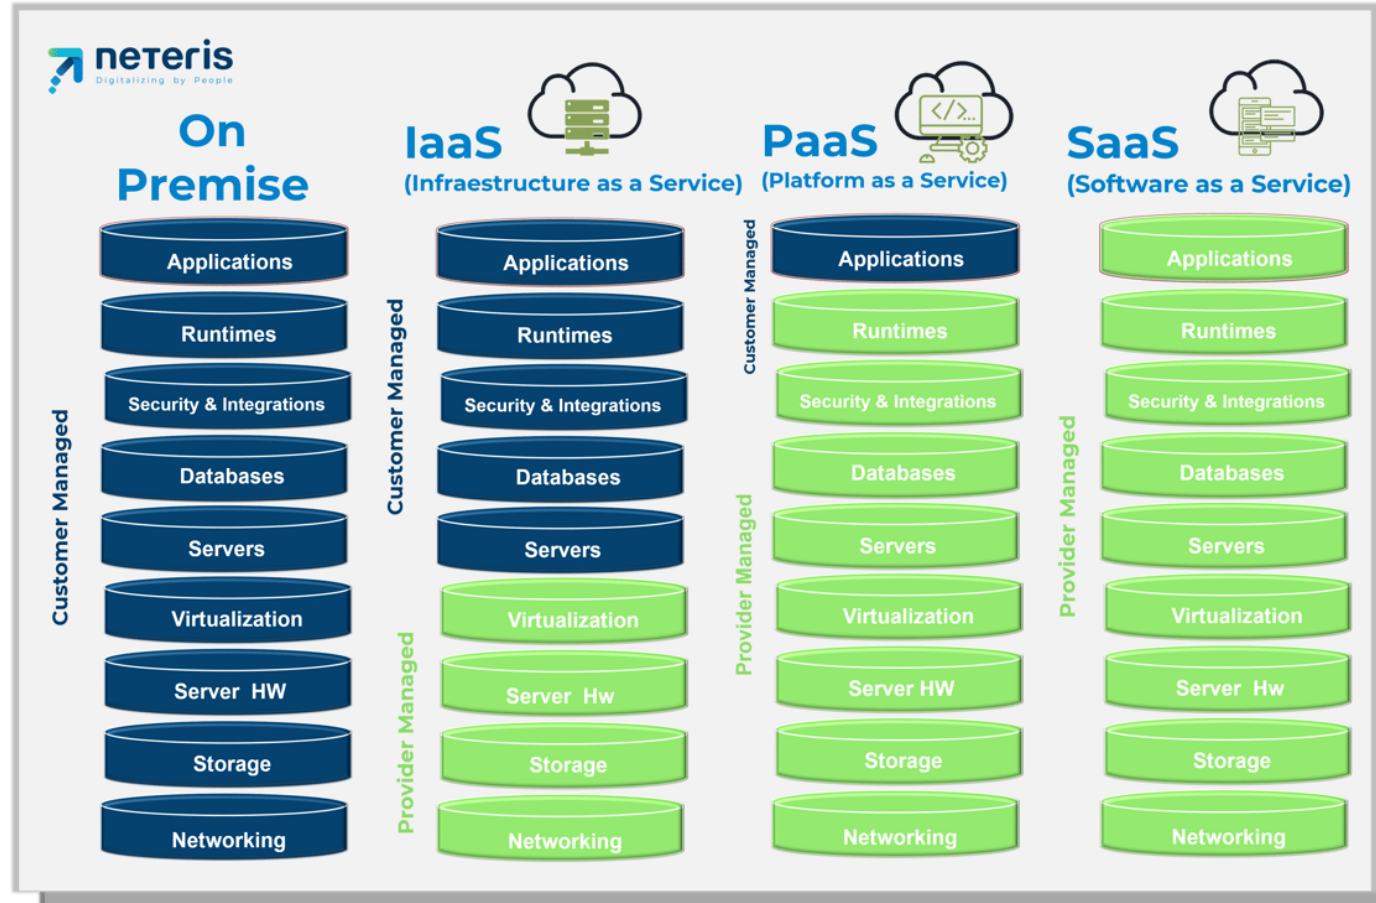 neTeris
Digitalizing by People
On
Premise
Customer Managed
Applications
Runtimes
Security & Integrations
Databases
Servers
Virtualization
Server HW
Storage
Networking
IaaS
(Infraestructure as a Service)
Customer Managed
Provider Managed
Applications
Runtimes
Security & Integrations
Databases
Servers
Virtualization
Server Hw
Storage
Networking
PaaS
</>...
(Platform as a Service)
Customer Managed
Provider Managed
Applications
Runtimes
Security & Integrations
Databases
Servers
Virtualization
Server HW
Storage
Networking
SaaS
(Software as a Service)
Provider Managed
Applications
Runtimes
Security & Integrations
Databases
Servers
Virtualization
Server Hw
Storage
Networking